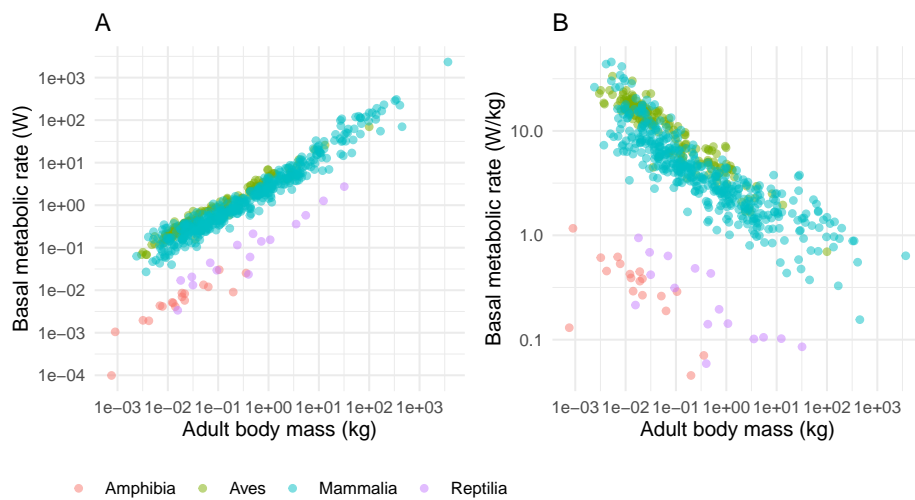 A
Basal metabolic rate (W)
1e+03
1e+02
1e+01
1e+00
1e-01
1e-02
1e-03
1e-04
1e-03 1e-02 1e-01 1e+00 1e+01 1e+02 1e+03
Adult body mass (kg)
B
Basal metabolic rate (W/kg)
10.0
1.0
0.1
1e-03 1e-02 1e-01 1e+00 1e+01 1e+02 1e+03
Adult body mass (kg)
Amphibia Aves Mammalia Reptilia